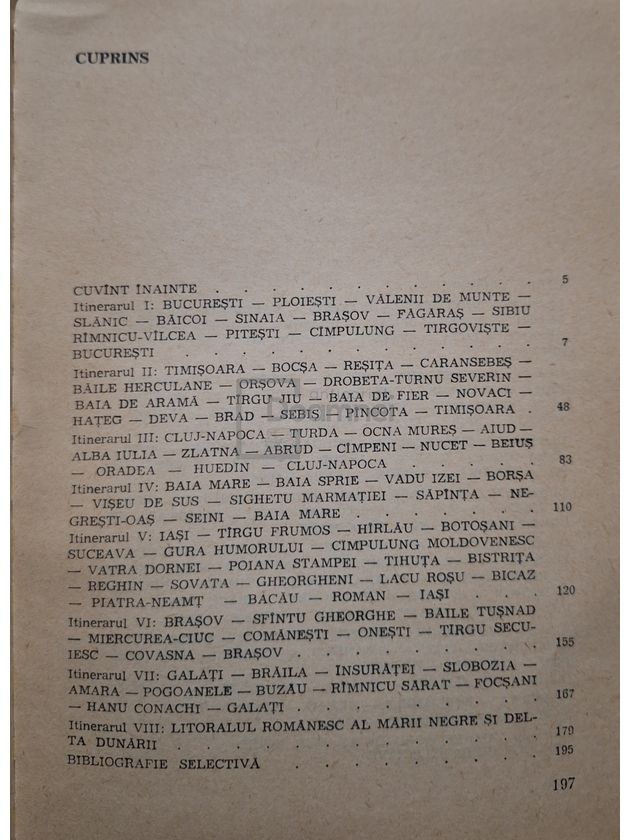 CUPRINS
CUVÎNT ÎNAINTE . . . . . . . . . . . 5
Itinerarul I: BUCUREȘTI — PLOIEȘTI — VĂLENII DE MUNTE —
SLĂNIC — BĂICOI — SINAIA — BRAȘOV — FĂGĂRAȘ — SIBIU
RÎMNICU-VÎLCEA — PITEȘTI — CÎMPULUNG — TIRGOVIȘTE —
BUCUREȘTI . . . . . . . . . . . 7
Itinerarul II: TIMIȘOARA — BOCȘA — REȘIȚA — CARANSEBEȘ —
BĂILE HERCULANE — ORȘOVA — DROBETA-TURNU SEVERIN —
BAIA DE ARAMĂ — TÎRGU JIU — BAIA DE FIER — NOVACI —
HAȚEG — DEVA — BRAD — SEBIȘ — PINCOTA — TIMIȘOARA . 48
Itinerarul III: CLUJ-NAPOCA — TURDA — OCNA MUREȘ — AIUD —
ALBA IULIA — ZLATNA — ABRUD — CÎMPENI — NUCET — BEIUȘ
— ORADEA — HUEDIN — CLUJ-NAPOCA . . . . . . 83
Itinerarul IV: BAIA MARE — BAIA SPRIE — VADU IZEI — BORȘA
— VIȘEU DE SUS — SIGHETU MARMAȚIEI — SĂPÎNȚA — NE-
GREȘTI-OAȘ — SEINI — BAIA MARE . . . . . . 110
Itinerarul V: IAȘI — TÎRGU FRUMOS — HÎRLĂU — BOTOȘANI —
SUCEAVA — GURA HUMORULUI — CÎMPULUNG MOLDOVENESC
— VATRA DORNEI — POIANA STAMPEI — TIHUȚA — BISTRIȚA
— REGHIN — SOVATA — GHEORGHENI — LACU ROȘU — BICAZ
— PIATRA-NEAMȚ — BACĂU — ROMAN — IAȘI . . . 120
Itinerarul VI: BRAȘOV — SFÎNTU GHEORGHE — BĂILE TUȘNAD
— MIERCUREA-CIUC — COMĂNEȘTI — ONEȘTI — TÎRGU SECU-
IESC — COVASNA — BRAȘOV . . . . . . . . 155
Itinerarul VII: GALAȚI — BRĂILA — ÎNSURĂȚEI — SLOBOZIA —
AMARA — POGOANELE — BUZĂU — RÎMNICU SĂRAT — FOCȘANI
— HANU CONACHI — GALAȚI . . . . . . . . 167
Itinerarul VIII: LITORALUL ROMÂNESC AL MĂRII NEGRE ȘI DEL-
TA DUNĂRII . . . . . . . . . . . 179
BIBLIOGRAFIE SELECTIVĂ . . . . . . . . 195
197